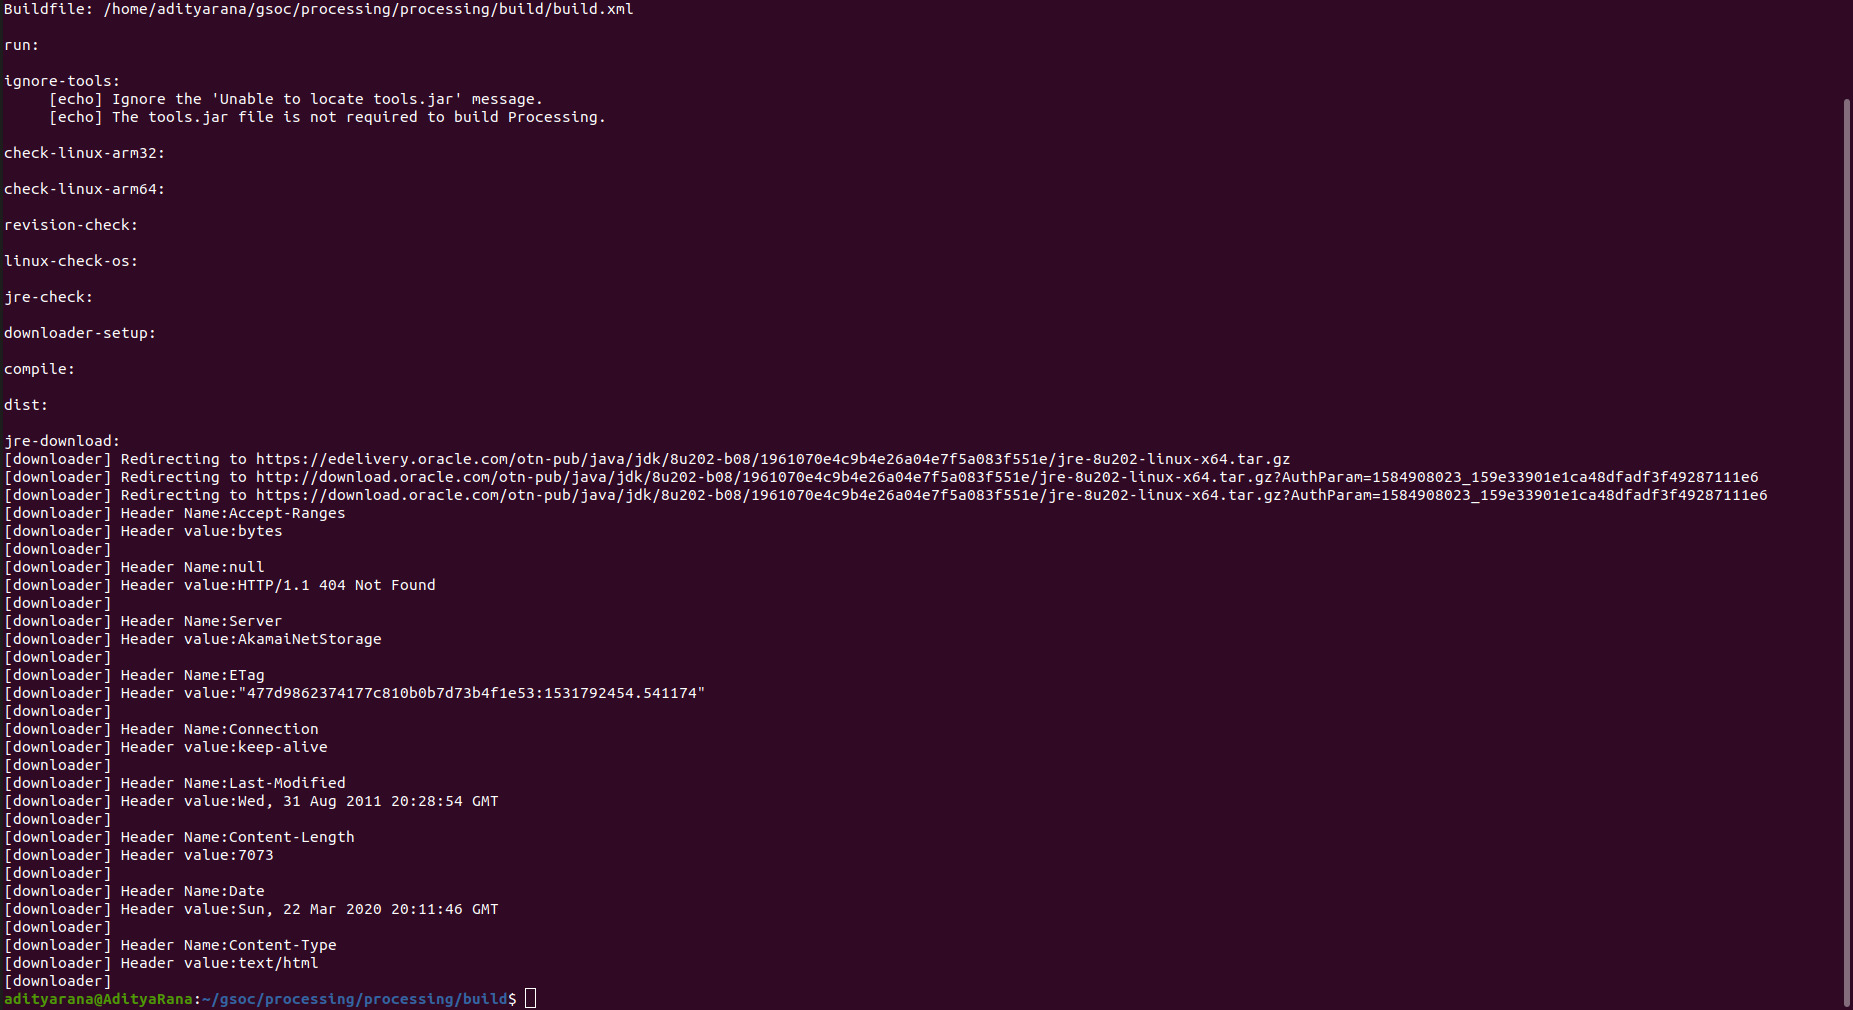 Buildfile: /home/adityarana/gsoc/processing/processing/build/build.xml
run:
ignore-tools:
[echo] Ignore the 'Unable to locate tools.jar' message.
[echo] The tools.jar file is not required to build Processing.
check-linux-arm32:
check-linux-arm64:
revision-check:
linux-check-os:
jre-check:
downloader-setup:
compile:
dist:
jre-download:
[downloader] Redirecting to https://edelivery.oracle.com/otn-pub/java/jdk/8u202-b08/1961070e4c9b4e26a04e7f5a083f551e/jre-8u202-linux-x64.tar.gz
[downloader] Redirecting to http://download.oracle.com/otn-pub/java/jdk/8u202-b08/1961070e4c9b4e26a04e7f5a083f551e/jre-8u202-linux-x64.tar.gz?AuthParam=1584908023_159e33901e1ca48dfadf3f49287111e6
[downloader] Redirecting to https://download.oracle.com/otn-pub/java/jdk/8u202-b08/1961070e4c9b4e26a04e7f5a083f551e/jre-8u202-linux-x64.tar.gz?AuthParam=1584908023_159e33901e1ca48dfadf3f49287111e6
[downloader] Header Name:Accept-Ranges
[downloader] Header value:bytes
[downloader]
[downloader] Header Name:null
[downloader] Header value:HTTP/1.1 404 Not Found
[downloader]
[downloader] Header Name:Server
[downloader] Header value:AkamaiNetStorage
[downloader]
[downloader] Header Name:ETag
[downloader] Header value:"477d9862374177c810b0b7d73b4f1e53:1531792454.541174"
[downloader]
[downloader] Header Name:Connection
[downloader] Header value:keep-alive
[downloader]
[downloader] Header Name:Last-Modified
[downloader] Header value:Wed, 31 Aug 2011 20:28:54 GMT
[downloader]
[downloader] Header Name:Content-Length
[downloader] Header value:7073
[downloader]
[downloader] Header Name:Date
[downloader] Header value:Sun, 22 Mar 2020 20:11:46 GMT
[downloader]
[downloader] Header Name:Content-Type
[downloader] Header value:text/html
[downloader]
adityarana@AdityaRana:~/gsoc/processing/processing/build$